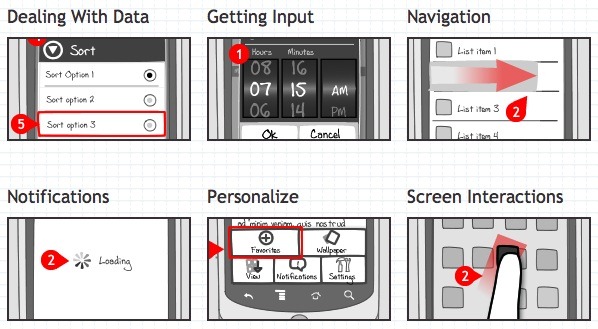 Dealing With Data
Getting Input
Navigation
Sort
Sort Option 1
Sort option 2
Sort option 3
5
1
Hours Minutes
08 16
07 15 AM
06 14 PM
Ok Cancel
List item 1
List item 3
2
List item 4
Notifications
Personalize
Screen Interactions
2
Loading
ad minim veniam, quis nostrud
Favorites
Wallpaper
View
Notifications
Settings
2